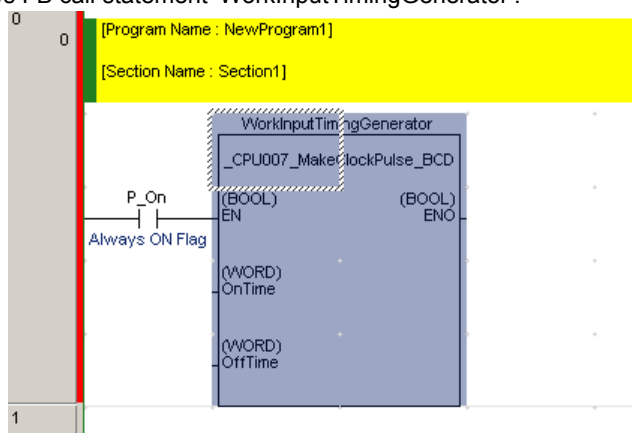 FB call statement 'WorkInputTimingGenerator'.
0
0
[Program Name : NewProgram1]
[Section Name : Section1]
WorkInputTimingGenerator
_CPU007_MakeClockPulse_BCD
P_On
(BOOL) (BOOL)
EN ENO
Always ON Flag
(WORD)
OnTime
(WORD)
OffTime
1